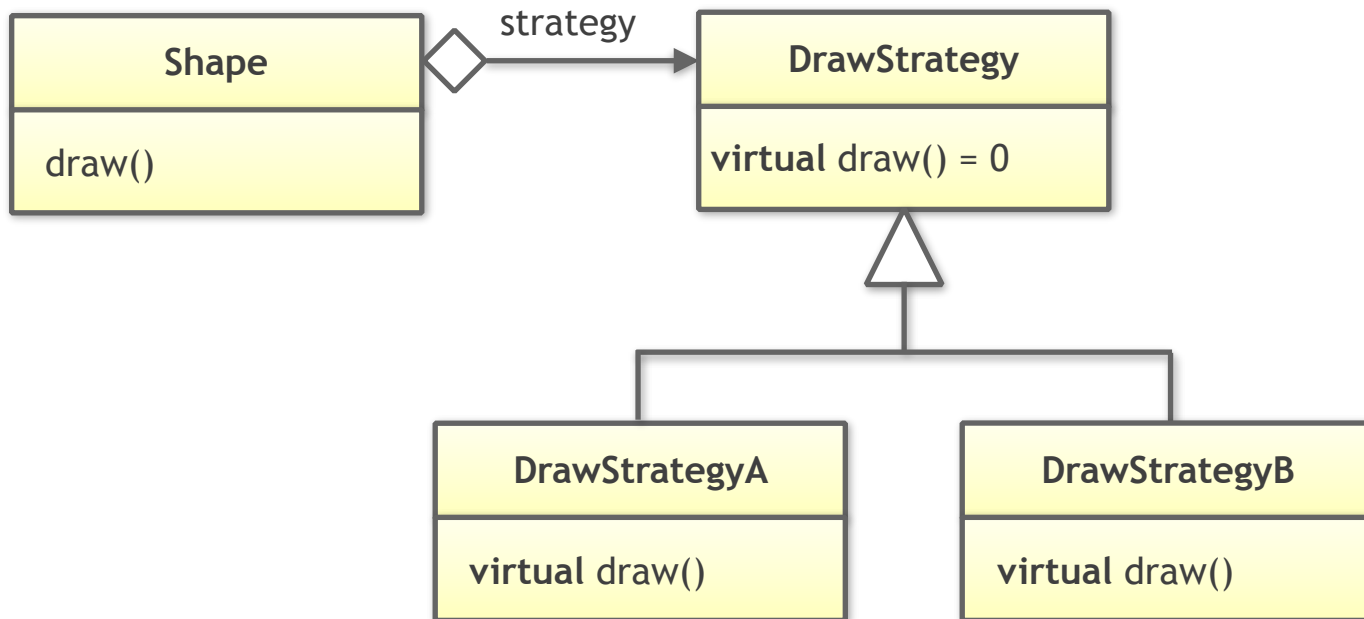 strategy
Shape
DrawStrategy
draw()
virtual draw() = 0
DrawStrategyA
DrawStrategyB
virtual draw()
virtual draw()